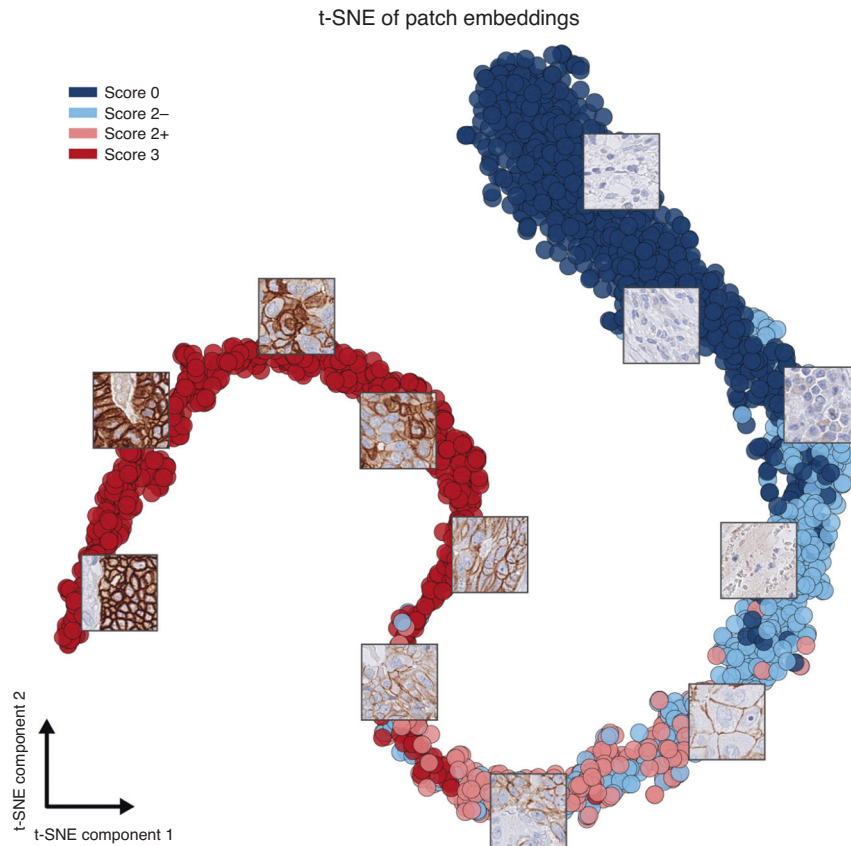 t-SNE of patch embeddings
Score 0
Score 2–
Score 2+
Score 3
t-SNE component 2
t-SNE component 1